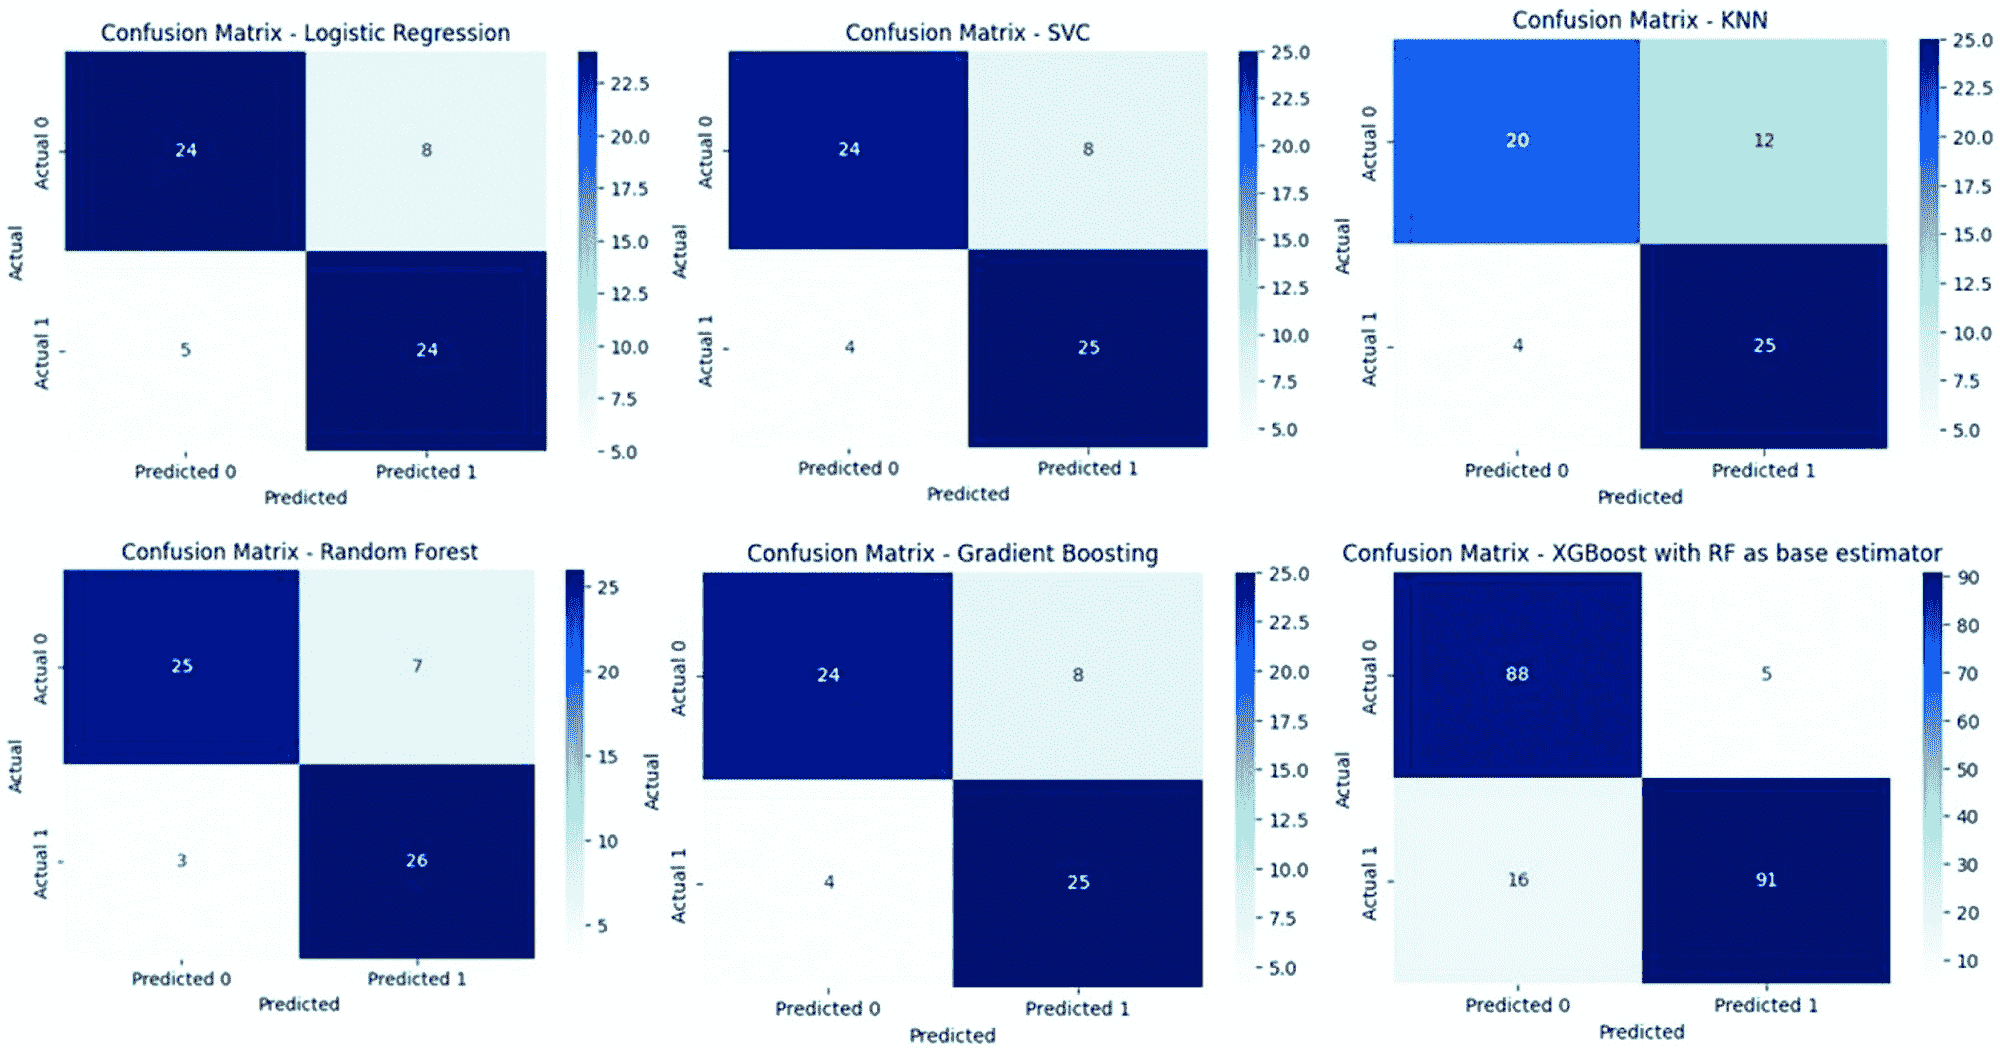 Confusion Matrix - Logistic Regression
Actual
Actual 0
Actual 1
24
8
5
24
Predicted 0
Predicted 1
Predicted
22.5
20.0
17.5
15.0
12.5
10.0
7.5
5.0
Confusion Matrix - SVC
Actual
Actual 0
Actual 1
24
8
4
25
Predicted 0
Predicted 1
Predicted
25.0
22.5
20.0
17.5
15.0
12.5
10.0
7.5
5.0
Confusion Matrix - KNN
Actual
Actual 0
Actual 1
20
12
4
25
Predicted 0
Predicted 1
Predicted
25.0
22.5
20.0
17.5
15.0
12.5
10.0
7.5
5.0
Confusion Matrix - Random Forest
Actual
Actual 0
Actual 1
25
7
3
26
Predicted 0
Predicted 1
Predicted
25
20
15
10
5
Confusion Matrix - Gradient Boosting
Actual
Actual 0
Actual 1
24
8
4
25
Predicted 0
Predicted 1
Predicted
25.0
22.5
20.0
17.5
15.0
12.5
10.0
7.5
5.0
Confusion Matrix - XGBoost with RF as base estimator
Actual
Actual 0
Actual 1
88
5
16
91
Predicted 0
Predicted 1
Predicted
90
80
70
60
50
40
30
20
10